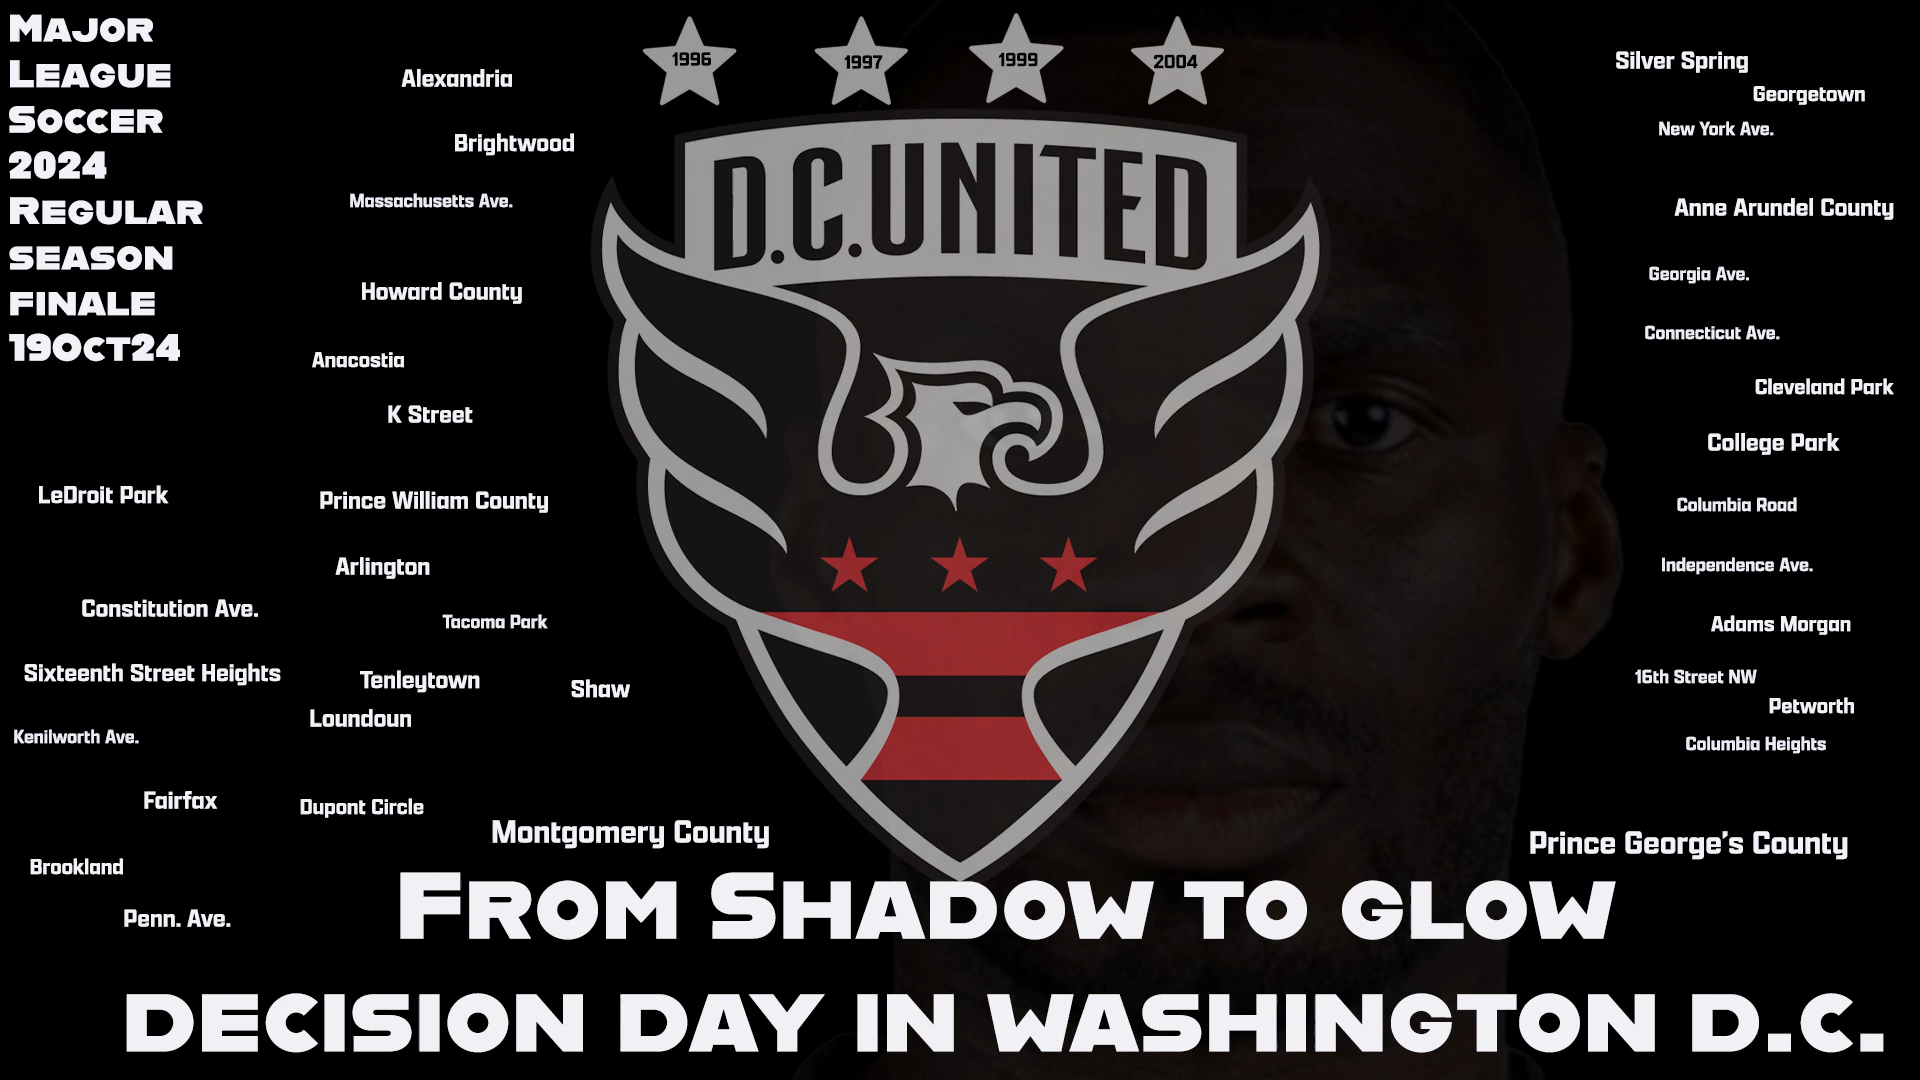 Major
League
Soccer
2024
Regular
season
finale
19Oct24
1996
1997
1999
2004
D.C.UNITED
Alexandria
Brightwood
Massachusetts Ave.
Howard County
Anacostia
K Street
LeDroit Park
Prince William County
Arlington
Constitution Ave.
Tacoma Park
Sixteenth Street Heights
Tenleytown
Shaw
Loundoun
Kenilworth Ave.
Fairfax
Dupont Circle
Montgomery County
Brookland
Penn. Ave.
Silver Spring
Georgetown
New York Ave.
Anne Arundel County
Georgia Ave.
Connecticut Ave.
Cleveland Park
College Park
Columbia Road
Independence Ave.
Adams Morgan
16th Street NW
Petworth
Columbia Heights
Prince George's County
From Shadow to glow
decision day in washington d.c.